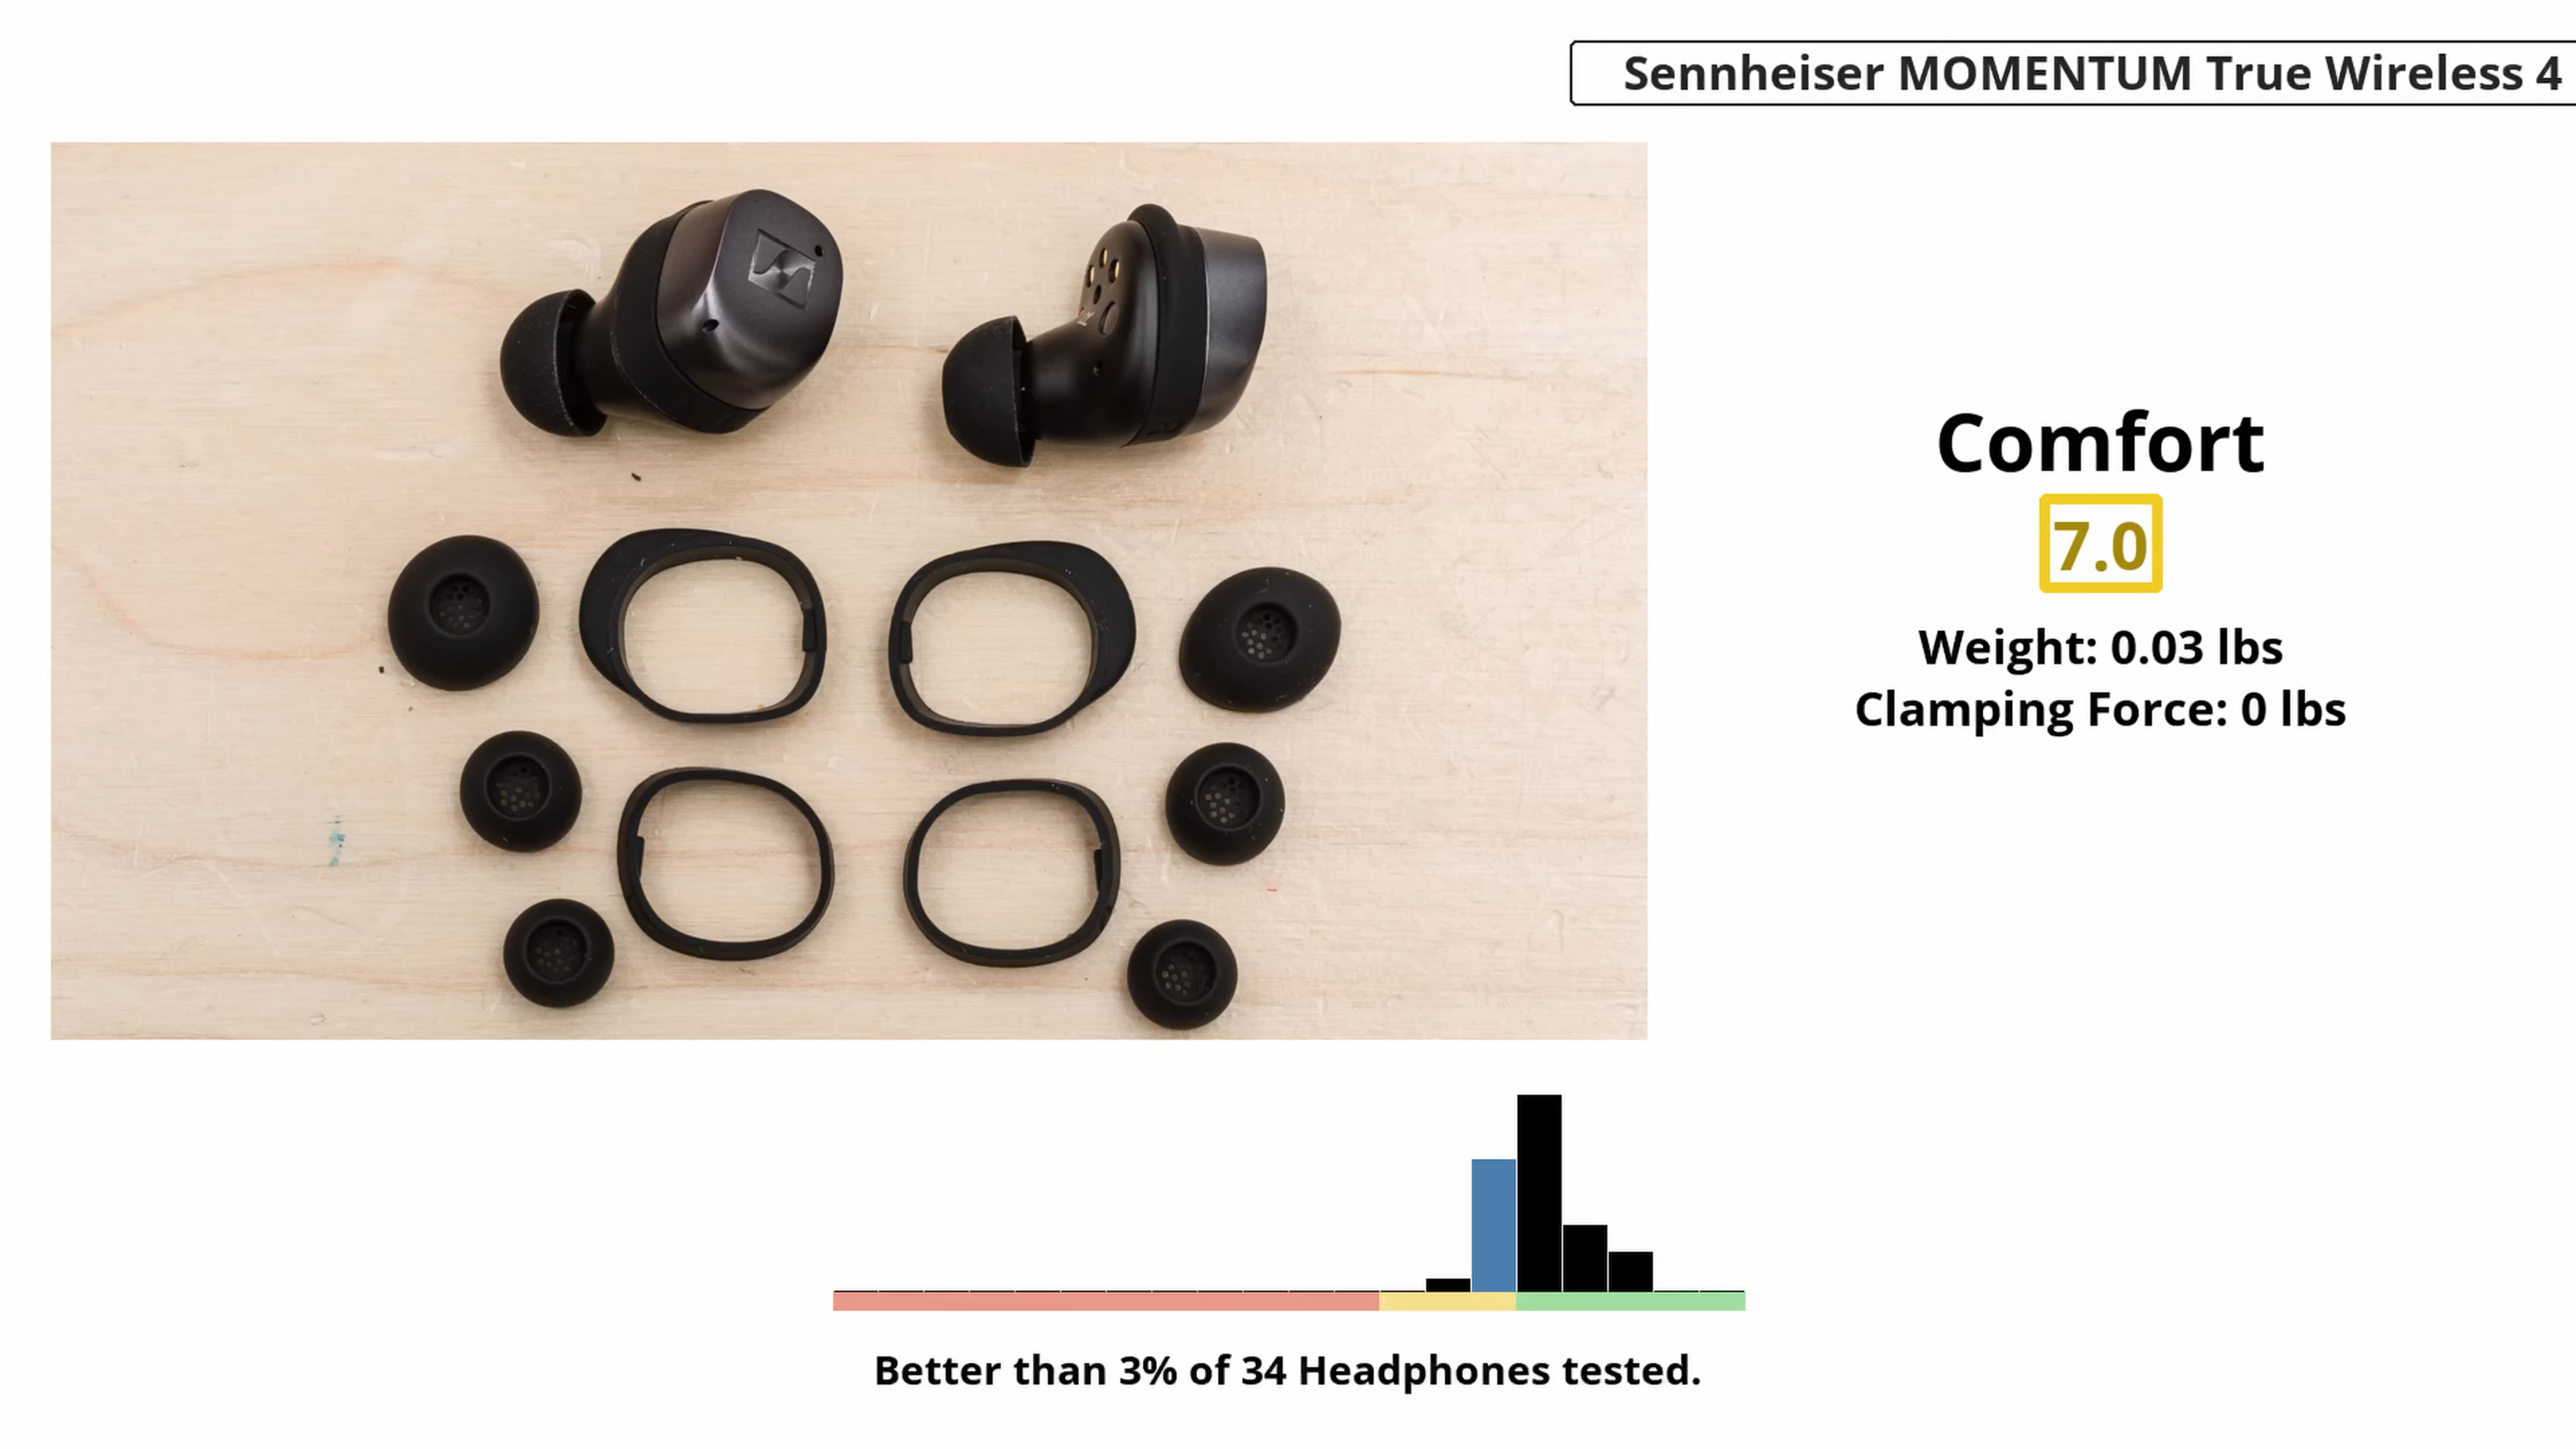 Sennheiser MOMENTUM True Wireless 4
Comfort
7.0
Weight: 0.03 lbs
Clamping Force: 0 lbs
Better than 3% of 34 Headphones tested.